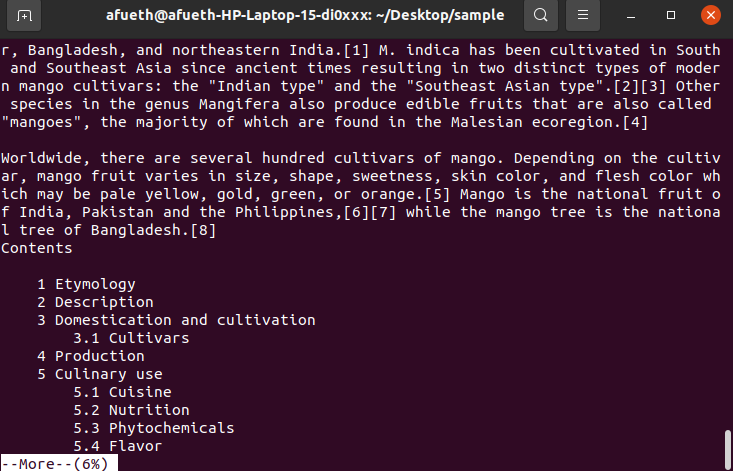 afueth@afueth-HP-Laptop-15-di0xxx: ~/Desktop/sample
r, Bangladesh, and northeastern India.[1] M. indica has been cultivated in South
 and Southeast Asia since ancient times resulting in two distinct types of moder
n mango cultivars: the "Indian type" and the "Southeast Asian type".[2][3] Other
 species in the genus Mangifera also produce edible fruits that are also called
"mangoes", the majority of which are found in the Malesian ecoregion.[4]

Worldwide, there are several hundred cultivars of mango. Depending on the cultiv
ar, mango fruit varies in size, shape, sweetness, skin color, and flesh color wh
ich may be pale yellow, gold, green, or orange.[5] Mango is the national fruit o
f India, Pakistan and the Philippines,[6][7] while the mango tree is the nationa
l tree of Bangladesh.[8]
Contents

    1 Etymology
    2 Description
    3 Domestication and cultivation
        3.1 Cultivars
    4 Production
    5 Culinary use
        5.1 Cuisine
        5.2 Nutrition
        5.3 Phytochemicals
        5.4 Flavor
--More--(6%)